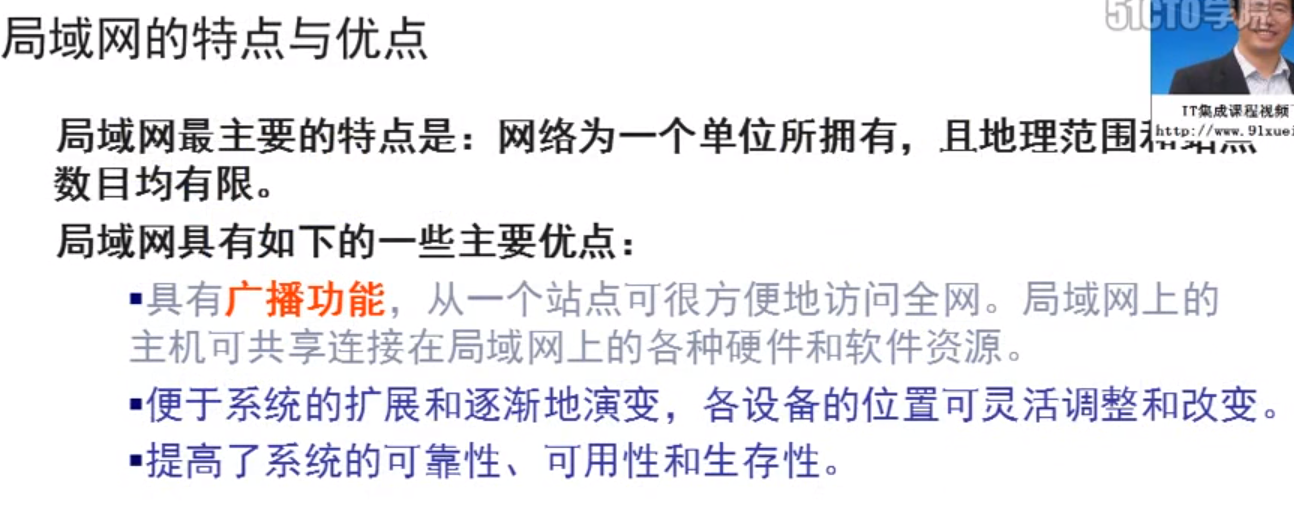 局域网的特点与优点
51CTO学院
IT集成课程视频
http://www.91xuei
局域网最主要的特点是：网络为一个单位所拥有，且地理范围和站点
数目均有限。
局域网具有如下的一些主要优点：
▪具有广播功能，从一个站点可很方便地访问全网。局域网上的
主机可共享连接在局域网上的各种硬件和软件资源。
▪便于系统的扩展和逐渐地演变，各设备的位置可灵活调整和改变。
▪提高了系统的可靠性、可用性和生存性。